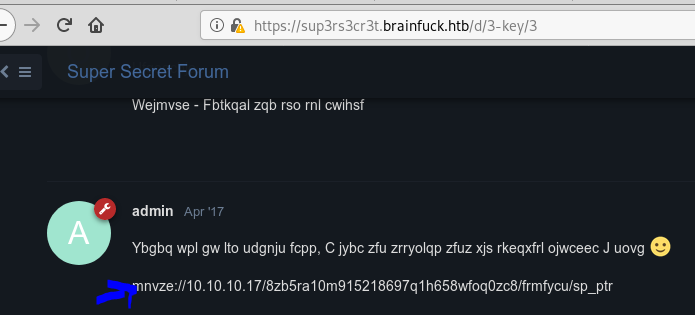 https://sup3rs3cr3t.brainfuck.htb/d/3-key/3
Super Secret Forum
Wejmvse - Fbtkqal zqb rso rnl cwihsf
A
admin Apr '17
Ybgbq wpl gw lto udgnju fcpp, C jybc zfu zrryolqp zfuz xjs rkeqxfrl ojwceec J uovg 🙂
mnvze://10.10.10.17/8zb5ra10m915218697q1h658wfoq0zc8/frmfycu/sp_ptr